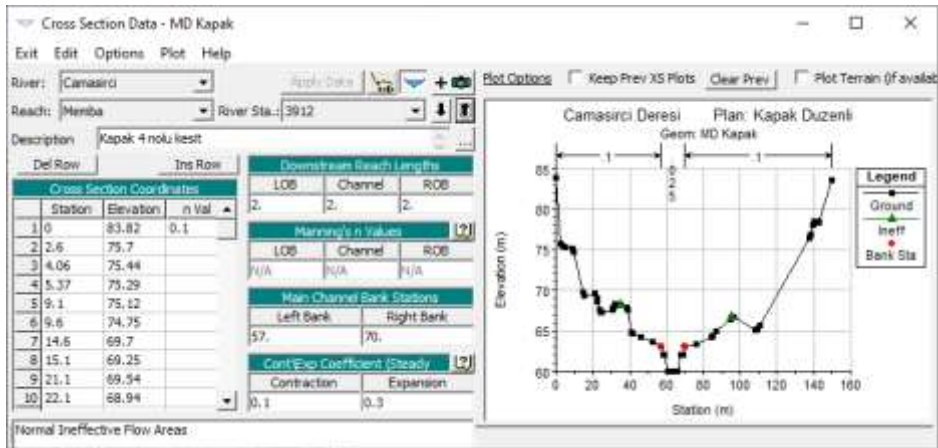 Cross Section Data - MD Kapak
Exit Edit Options Plot Help
River: Camasirci Apply Data
Reach: Memba River Sta.: 3912
Description Kapak 4 nolu kesit ...
Del Row Ins Row
Cross Section Coordinates
Station Elevation n Val
1 0 83.82 0.1
2 2.6 75.7
3 4.06 75.44
4 5.37 75.29
5 9.1 75.12
6 9.6 74.75
7 14.6 69.7
8 15.1 69.25
9 21.1 69.54
10 22.1 68.94
Downstream Reach Lengths
LOB Channel ROB
2. 2. 2.
Manning's n Values ?
LOB Channel ROB
N/A N/A N/A
Main Channel Bank Stations
Left Bank Right Bank
57. 70.
Cont\Exp Coefficient (Steady ?
Contraction Expansion
0.1 0.3
Normal Ineffective Flow Areas
Plot Options Keep Prev XS Plots Clear Prev Plot Terrain (if availab
Camasirci Deresi Plan: Kapak Duzenli
Geom: MD Kapak
.1 .1
85
80
75
70
65
60
Elevation (m)
0 20 40 60 80 100 120 140 160
Station (m)
Legend
Ground
Ineff
Bank Sta